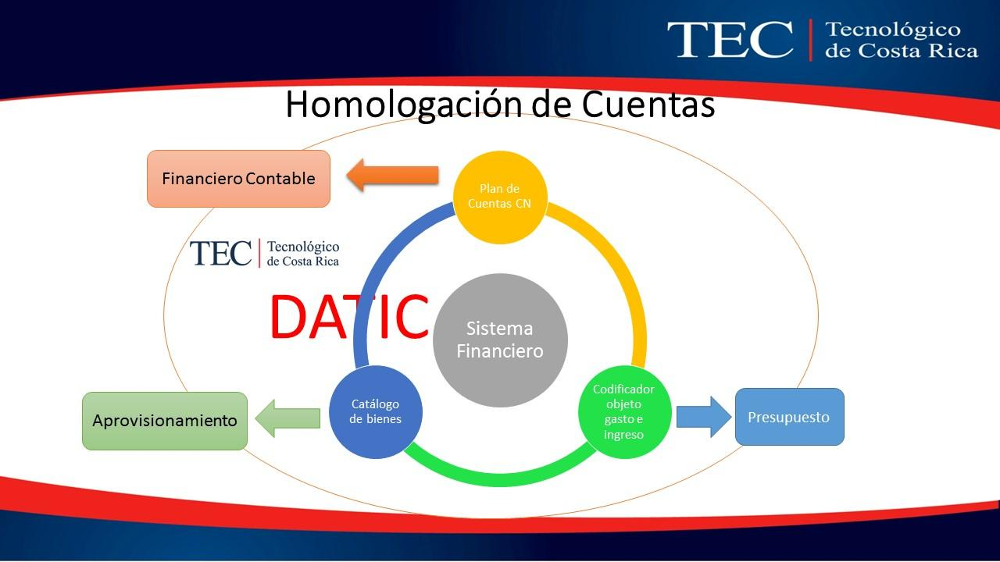 TEC | Tecnológico
de Costa Rica
Homologación de Cuentas
Financiero Contable
Plan de
Cuentas CN
TEC | Tecnológico
de Costa Rica
DATIC
Sistema
Financiero
Catálogo
de bienes
Codificador
objeto
gasto e
ingreso
Aprovisionamiento
Presupuesto